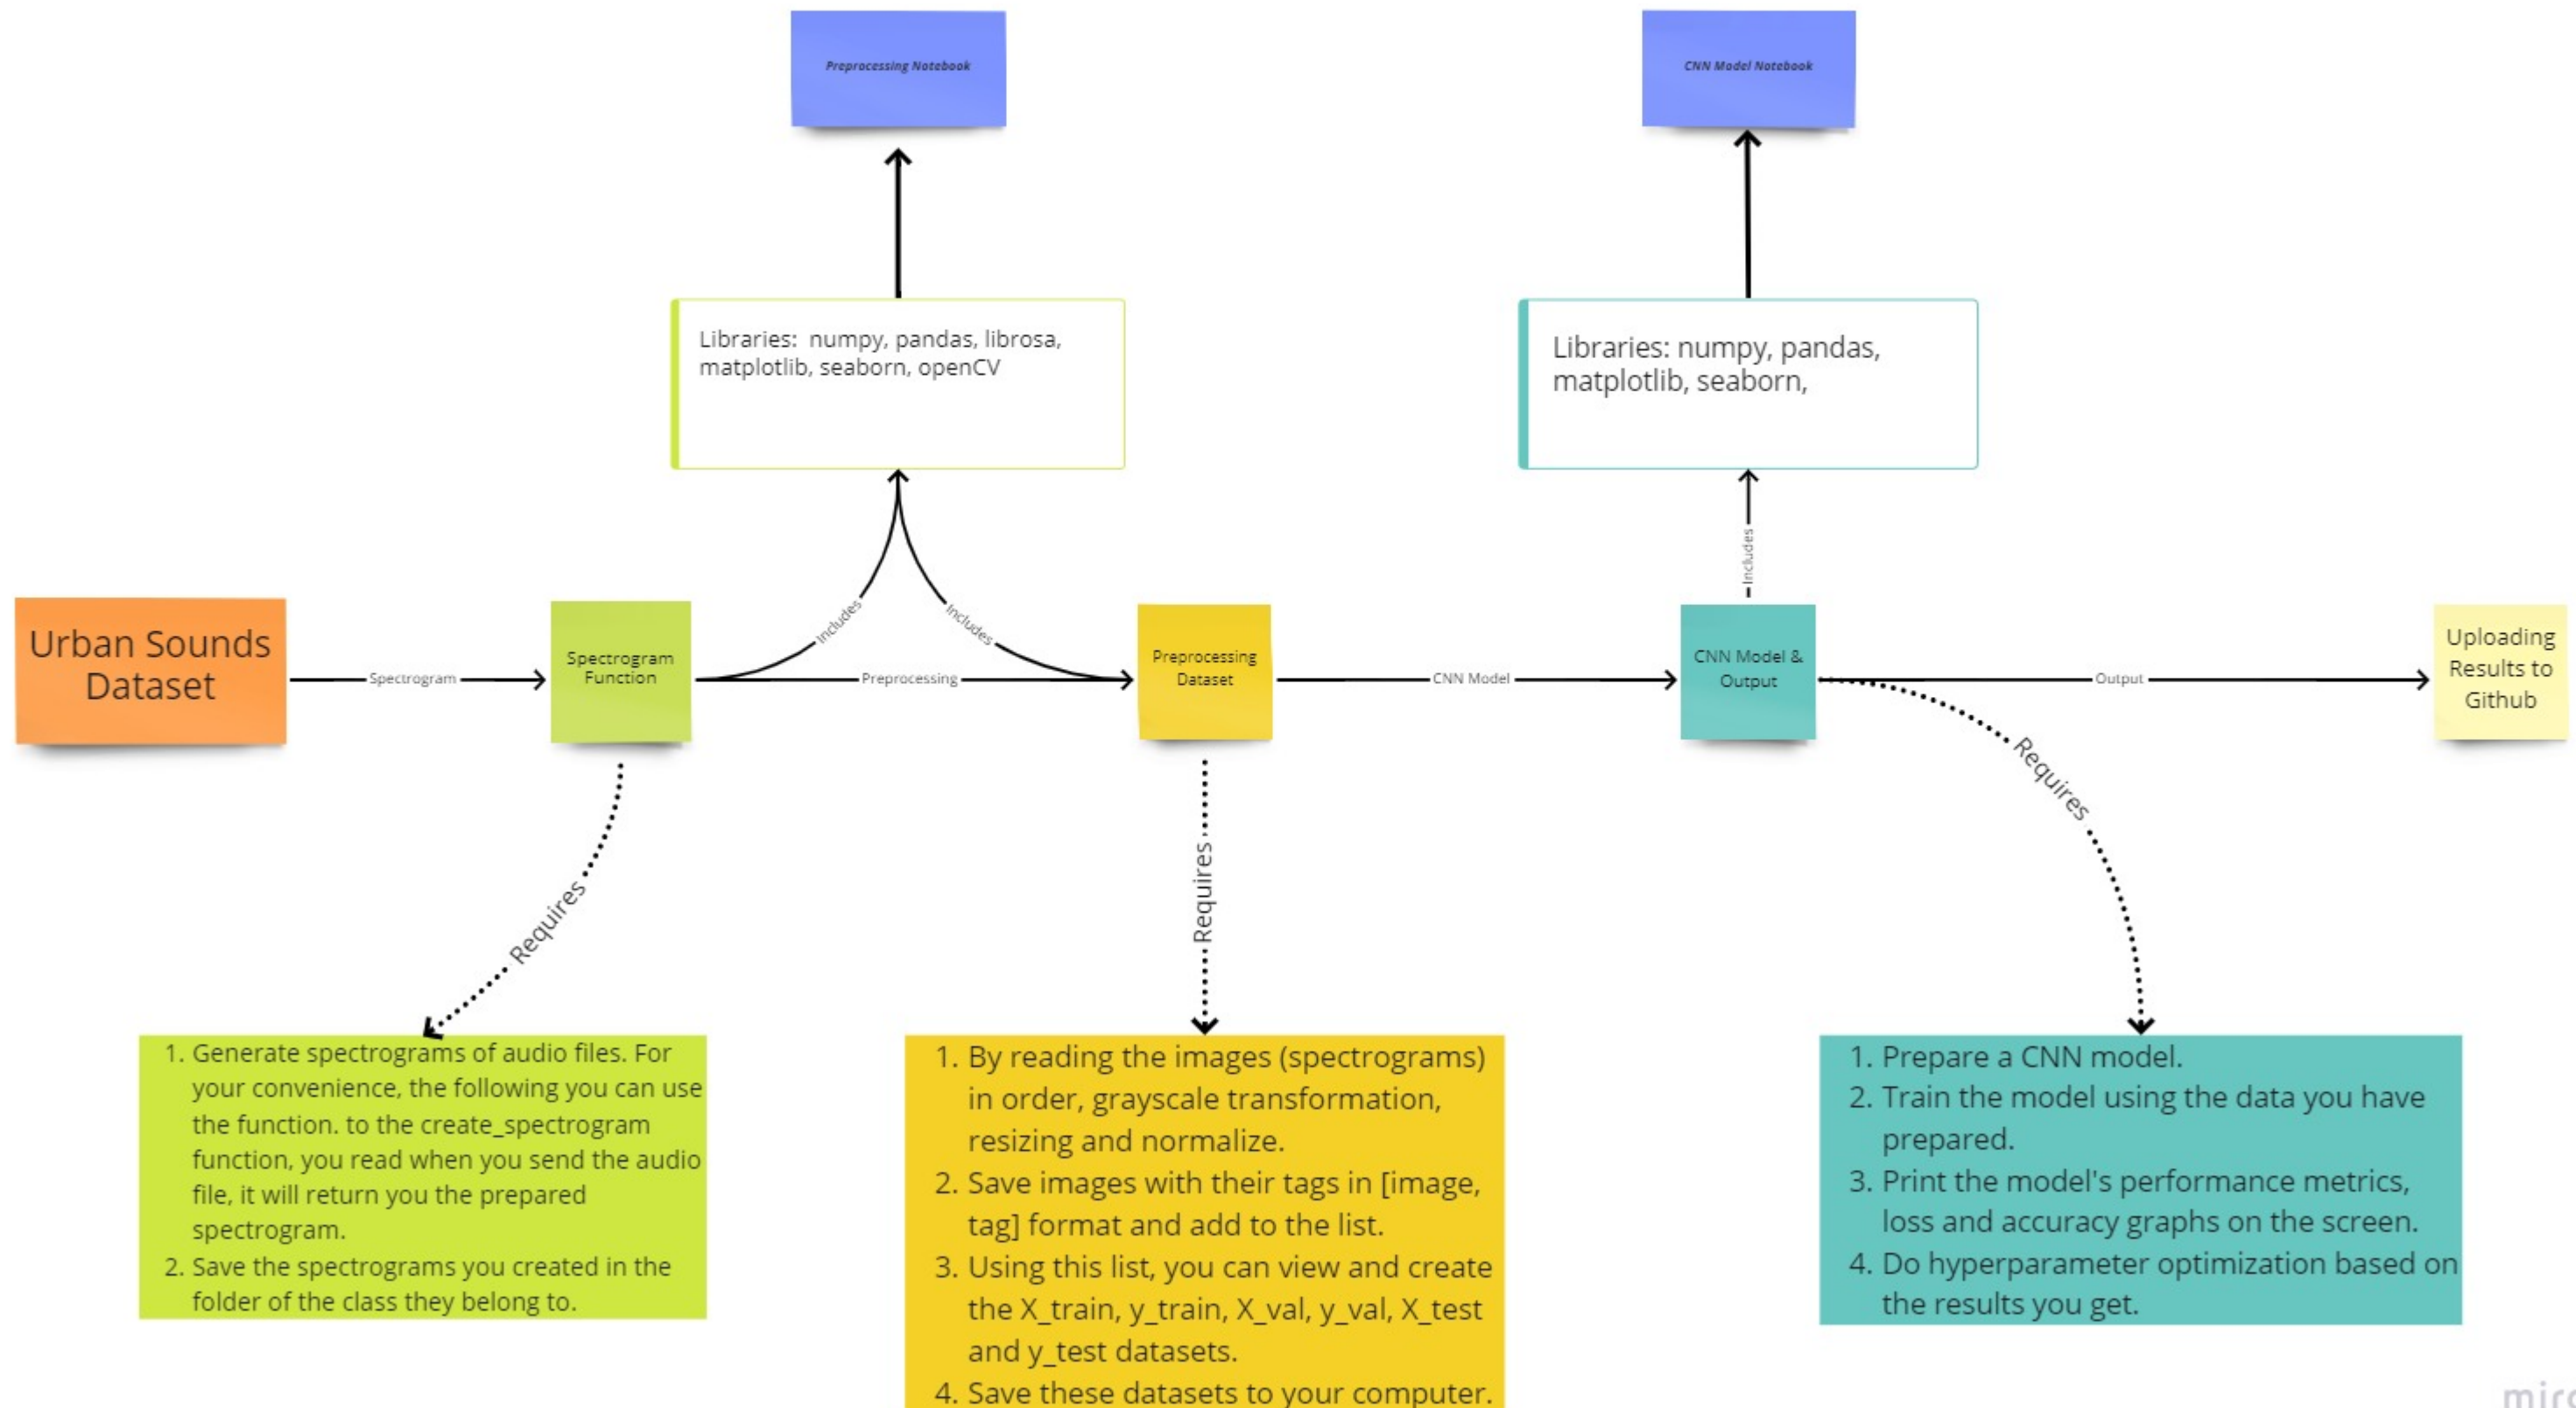 Preprocessing Notebook
CNN Model Notebook
Libraries:  numpy, pandas, librosa,
matplotlib, seaborn, openCV
Libraries: numpy, pandas,
matplotlib, seaborn,
Includes
Includes
Includes
Urban Sounds
Dataset
Spectrogram
Spectrogram
Function
Preprocessing
Preprocessing
Dataset
CNN Model
CNN Model &
Output
Output
Uploading
Results to
Github
Requires
Requires
Requires
1. Generate spectrograms of audio files. For
your convenience, the following you can use
the function. to the create_spectrogram
function, you read when you send the audio
file, it will return you the prepared
spectrogram.
2. Save the spectrograms you created in the
folder of the class they belong to.
1. By reading the images (spectrograms)
in order, grayscale transformation,
resizing and normalize.
2. Save images with their tags in [image,
tag] format and add to the list.
3. Using this list, you can view and create
the X_train, y_train, X_val, y_val, X_test
and y_test datasets.
4. Save these datasets to your computer.
1. Prepare a CNN model.
2. Train the model using the data you have
prepared.
3. Print the model's performance metrics,
loss and accuracy graphs on the screen.
4. Do hyperparameter optimization based on
the results you get.